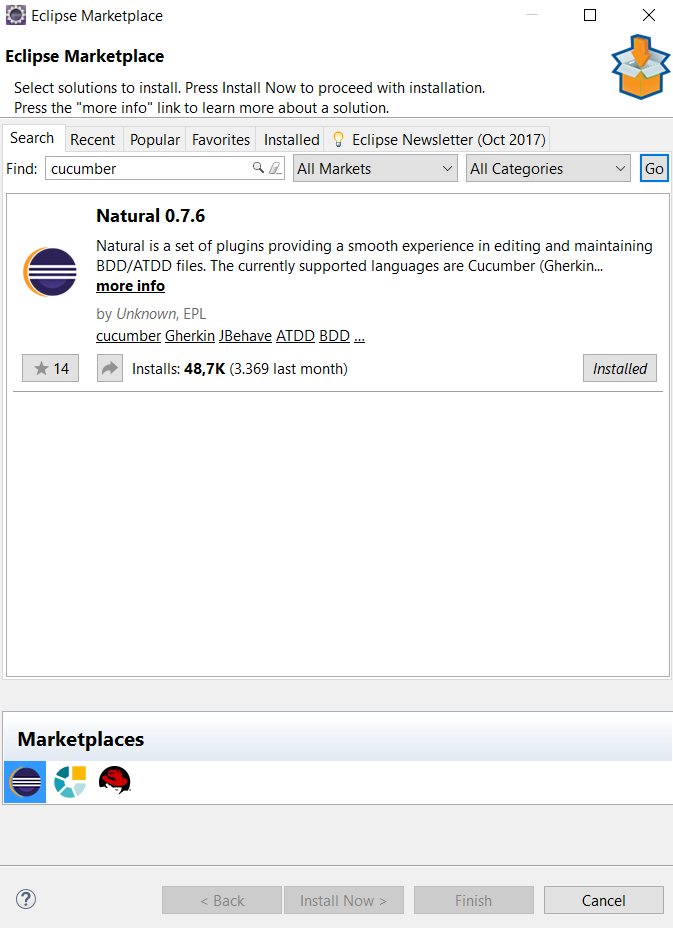 Eclipse Marketplace
Eclipse Marketplace
Select solutions to install. Press Install Now to proceed with installation.
Press the "more info" link to learn more about a solution.
Search Recent Popular Favorites Installed Eclipse Newsletter (Oct 2017)
Find: cucumber All Markets All Categories Go
Natural 0.7.6
Natural is a set of plugins providing a smooth experience in editing and maintaining
BDD/ATDD files. The currently supported languages are Cucumber (Gherkin...
more info
by Unknown, EPL
cucumber Gherkin JBehave ATDD BDD ...
14 Installs: 48,7K (3.369 last month) Installed
Marketplaces
? < Back Install Now > Finish Cancel